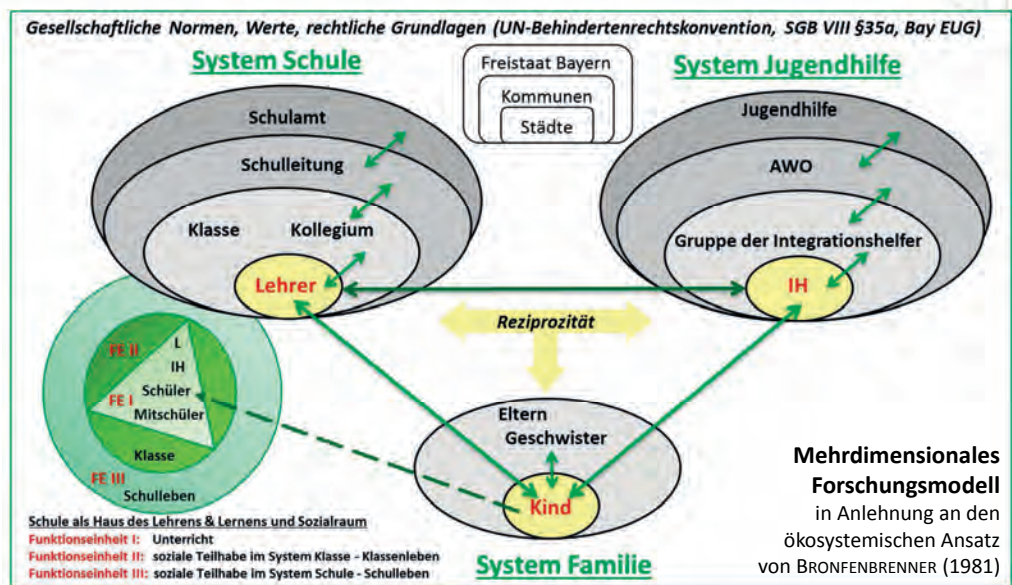 Gesellschaftliche Normen, Werte, rechtliche Grundlagen (UN-Behindertenrechtskonvention, SGB VIII §35a, Bay EUG)
System Schule
Freistaat Bayern
Kommunen
Städte
System Jugendhilfe
Schulamt
Schulleitung
Klasse
Kollegium
Lehrer
Jugendhilfe
AWO
Gruppe der Integrationshelfer
IH
Reziprozität
FE II
L
IH
Schüler
FE I
Mitschüler
Klasse
FE III
Schulleben
Eltern
Geschwister
Kind
System Familie
Schule als Haus des Lehrens & Lernens und Sozialraum
Funktionseinheit I: Unterricht
Funktionseinheit II: soziale Teilhabe im System Klasse - Klassenleben
Funktionseinheit III: soziale Teilhabe im System Schule - Schulleben
Mehrdimensionales
Forschungsmodell
in Anlehnung an den
ökosystemischen Ansatz
von BRONFENBRENNER (1981)